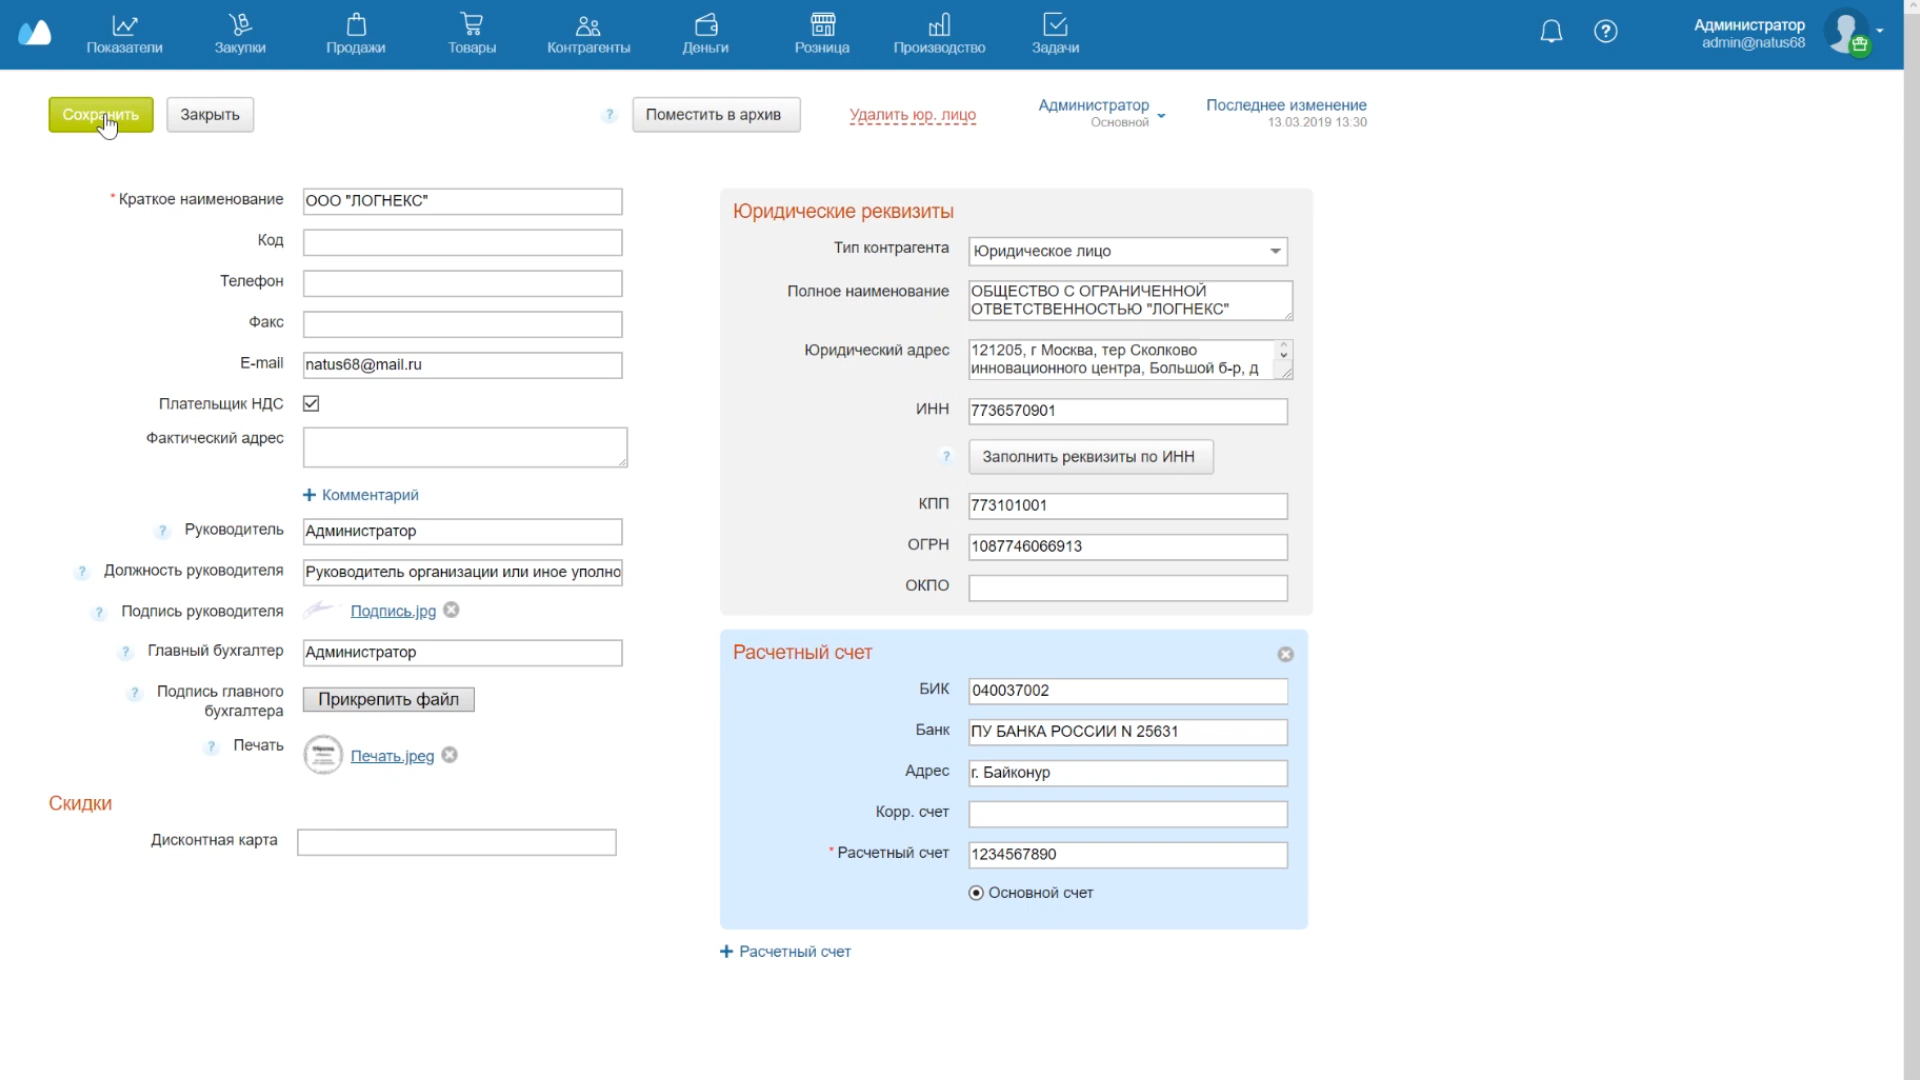 Показатели
Закупки
Продажи
Товары
Контрагенты
Деньги
Розница
Производство
Задачи
Администратор
admin@natus68
Сохранить
Закрыть
Поместить в архив
Удалить юр. лицо
Администратор
Основной
Последнее изменение
13.03.2019 13:30
* Краткое наименование
ООО "ЛОГНЕКС"
Код
Телефон
Факс
E-mail
natus68@mail.ru
Плательщик НДС
Фактический адрес
+ Комментарий
? Руководитель
Администратор
? Должность руководителя
Руководитель организации или иное уполно
? Подпись руководителя
Подпись.jpg
? Главный бухгалтер
Администратор
? Подпись главного
бухгалтера
Прикрепить файл
? Печать
Печать.jpeg
Скидки
Дисконтная карта
Юридические реквизиты
Тип контрагента
Юридическое лицо
Полное наименование
ОБЩЕСТВО С ОГРАНИЧЕННОЙ
ОТВЕТСТВЕННОСТЬЮ "ЛОГНЕКС"
Юридический адрес
121205, г Москва, тер Сколково
инновационного центра, Большой б-р, д
ИНН
7736570901
? Заполнить реквизиты по ИНН
КПП
773101001
ОГРН
1087746066913
ОКПО
Расчетный счет
БИК
040037002
Банк
ПУ БАНКА РОССИИ N 25631
Адрес
г. Байконур
Корр. счет
* Расчетный счет
1234567890
Основной счет
+ Расчетный счет